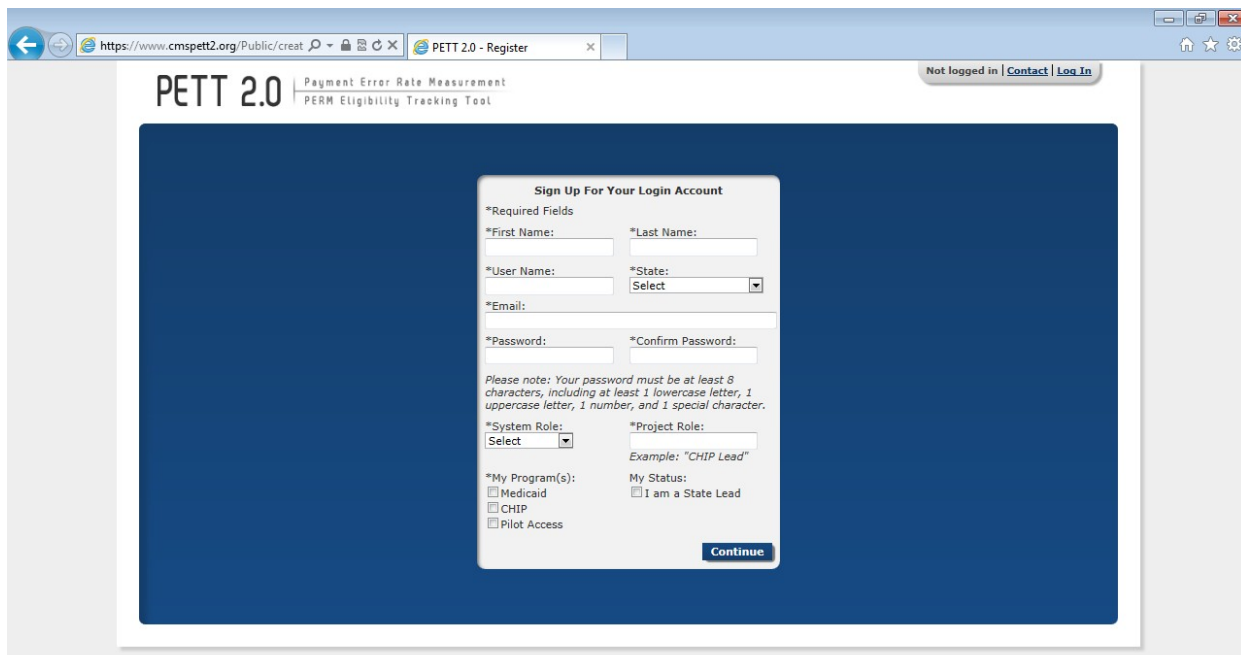 https://www.cmspett2.org/Public/creat
PETT 2.0 - Register
PETT 2.0
Payment Error Rate Measurement
PERM Eligibility Tracking Tool
Not logged in | Contact | Log In
Sign Up For Your Login Account
*Required Fields
*First Name: *Last Name:
*User Name: *State:
Select
*Email:
*Password: *Confirm Password:
Please note: Your password must be at least 8
characters, including at least 1 lowercase letter, 1
uppercase letter, 1 number, and 1 special character.
*System Role: *Project Role:
Select
Example: "CHIP Lead"
*My Program(s): My Status:
Medicaid I am a State Lead
CHIP
Pilot Access
Continue